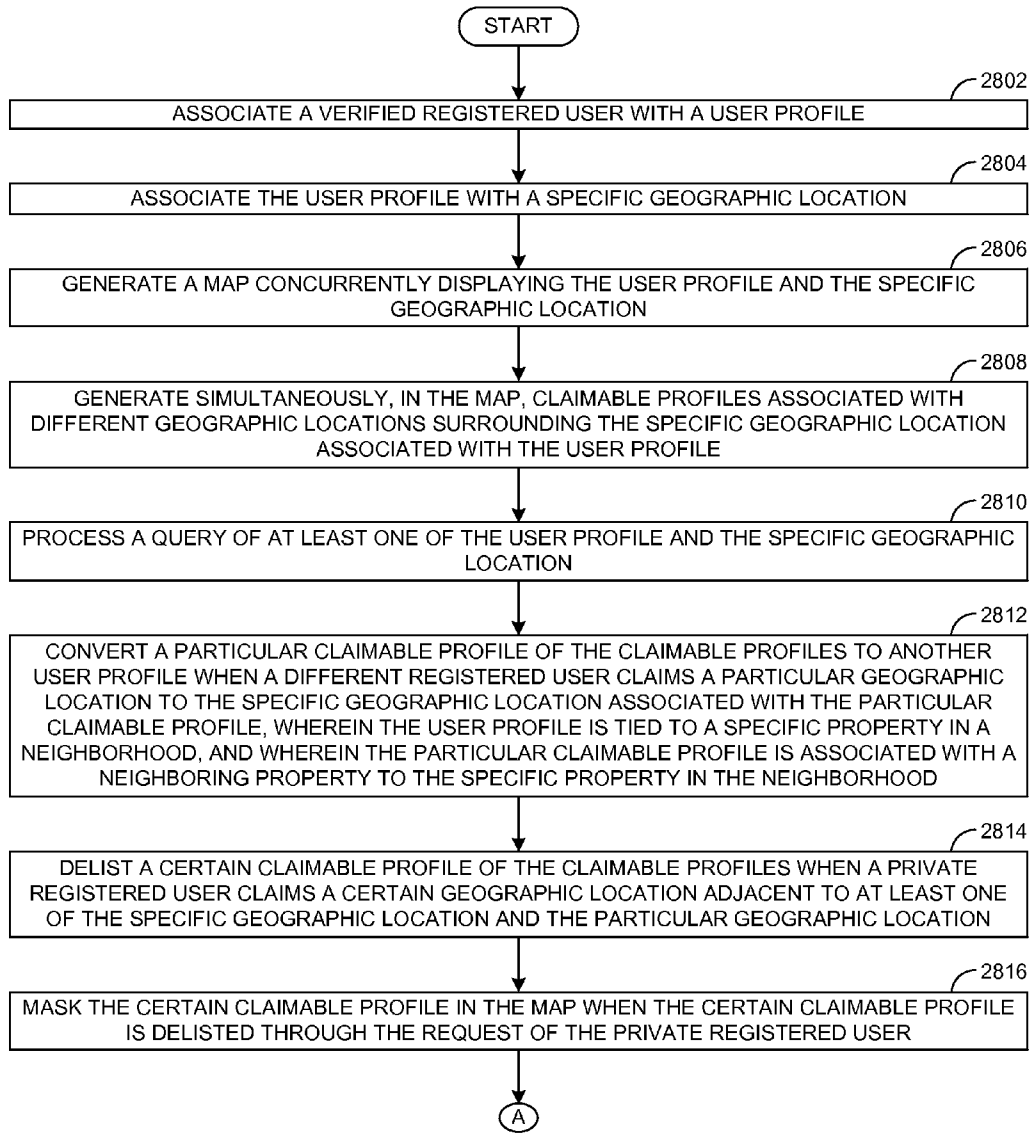 START
2802
ASSOCIATE A VERIFIED REGISTERED USER WITH A USER PROFILE
2804
ASSOCIATE THE USER PROFILE WITH A SPECIFIC GEOGRAPHIC LOCATION
2806
GENERATE A MAP CONCURRENTLY DISPLAYING THE USER PROFILE AND THE SPECIFIC
GEOGRAPHIC LOCATION
2808
GENERATE SIMULTANEOUSLY, IN THE MAP, CLAIMABLE PROFILES ASSOCIATED WITH
DIFFERENT GEOGRAPHIC LOCATIONS SURROUNDING THE SPECIFIC GEOGRAPHIC LOCATION
ASSOCIATED WITH THE USER PROFILE
2810
PROCESS A QUERY OF AT LEAST ONE OF THE USER PROFILE AND THE SPECIFIC GEOGRAPHIC
LOCATION
2812
CONVERT A PARTICULAR CLAIMABLE PROFILE OF THE CLAIMABLE PROFILES TO ANOTHER
USER PROFILE WHEN A DIFFERENT REGISTERED USER CLAIMS A PARTICULAR GEOGRAPHIC
LOCATION TO THE SPECIFIC GEOGRAPHIC LOCATION ASSOCIATED WITH THE PARTICULAR
CLAIMABLE PROFILE, WHEREIN THE USER PROFILE IS TIED TO A SPECIFIC PROPERTY IN A
NEIGHBORHOOD, AND WHEREIN THE PARTICULAR CLAIMABLE PROFILE IS ASSOCIATED WITH A
NEIGHBORING PROPERTY TO THE SPECIFIC PROPERTY IN THE NEIGHBORHOOD
2814
DELIST A CERTAIN CLAIMABLE PROFILE OF THE CLAIMABLE PROFILES WHEN A PRIVATE
REGISTERED USER CLAIMS A CERTAIN GEOGRAPHIC LOCATION ADJACENT TO AT LEAST ONE
OF THE SPECIFIC GEOGRAPHIC LOCATION AND THE PARTICULAR GEOGRAPHIC LOCATION
2816
MASK THE CERTAIN CLAIMABLE PROFILE IN THE MAP WHEN THE CERTAIN CLAIMABLE PROFILE
IS DELISTED THROUGH THE REQUEST OF THE PRIVATE REGISTERED USER
A